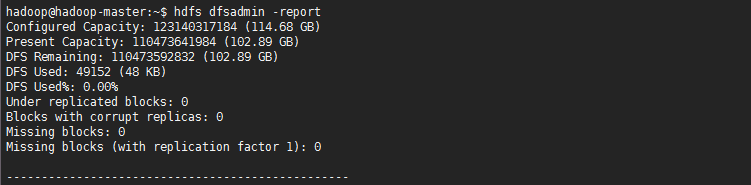 hadoop@hadoop-master:~$ hdfs dfsadmin -report
Configured Capacity: 123140317184 (114.68 GB)
Present Capacity: 110473641984 (102.89 GB)
DFS Remaining: 110473592832 (102.89 GB)
DFS Used: 49152 (48 KB)
DFS Used%: 0.00%
Under replicated blocks: 0
Blocks with corrupt replicas: 0
Missing blocks: 0
Missing blocks (with replication factor 1): 0
-------------------------------------------------